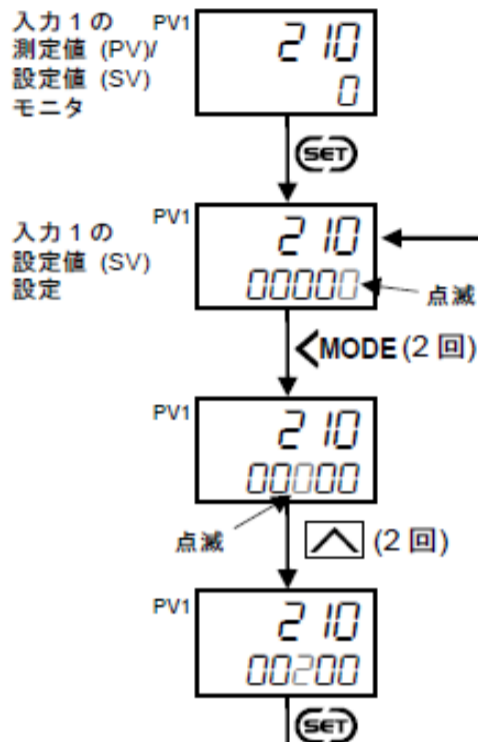 入力1の
測定値 (PV)/
設定値 (SV)
モニタ
PV1
210
0
SET
入力1の
設定値 (SV)
設定
PV1
210
00000
点滅
<MODE (2 回)
PV1
210
00000
点滅
(2 回)
PV1
210
00200
SET